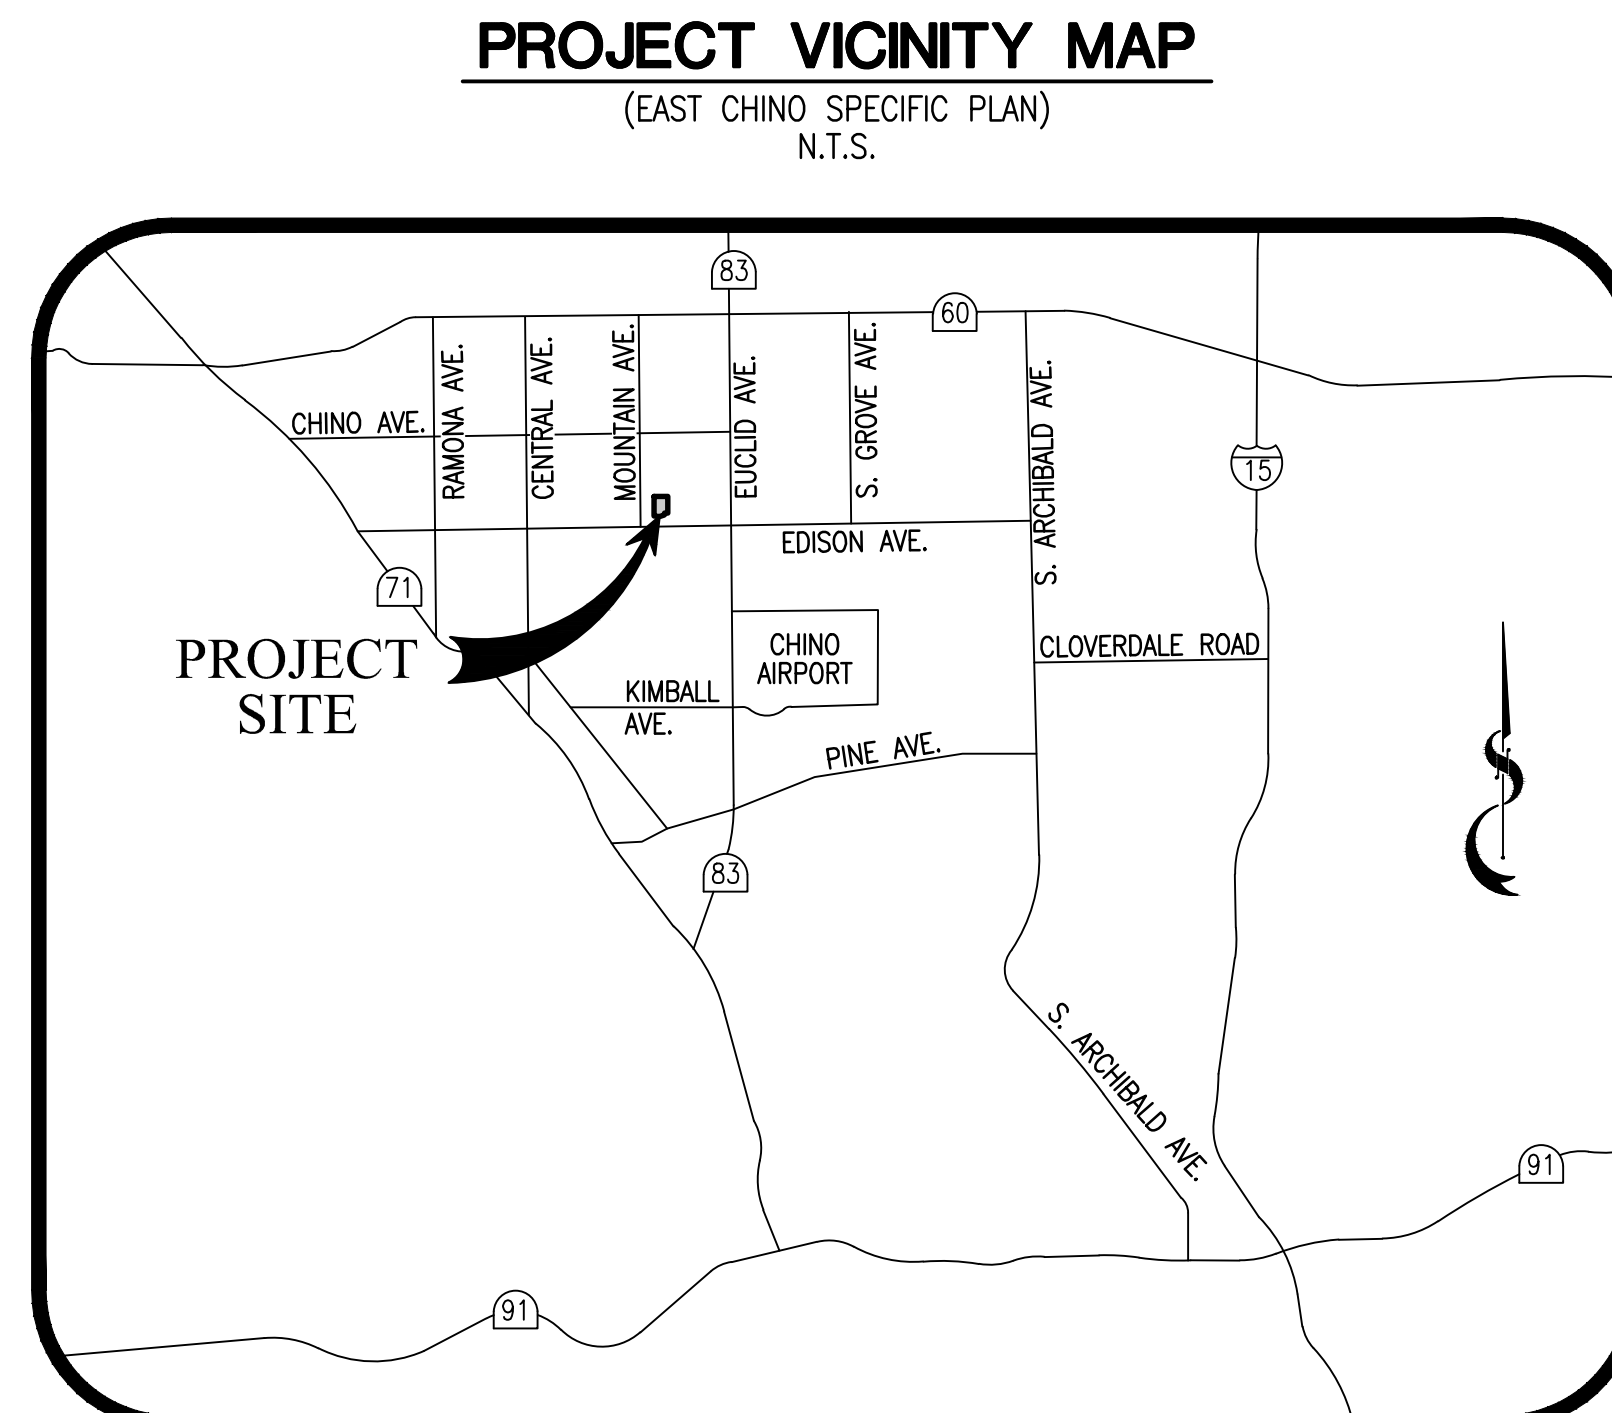 PROJECT VICINITY MAP
(EAST CHINO SPECIFIC PLAN)
N.T.S.
83
60
RAMONA AVE.
CENTRAL AVE.
MOUNTAIN AVE.
EUCLID AVE.
S. GROVE AVE.
S. ARCHIBALD AVE.
CHINO AVE.
15
EDISON AVE.
71
PROJECT
SITE
CHINO
AIRPORT
CLOVERDALE ROAD
KIMBALL
AVE.
PINE AVE.
83
S. ARCHIBALD AVE.
91
91